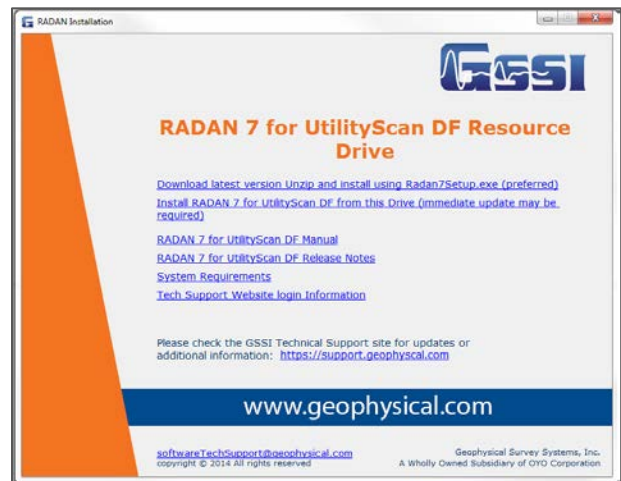 RADAN Installation
GSSI
RADAN 7 for UtilityScan DF Resource
Drive
Download latest version Unzip and install using Radan7Setup.exe (preferred)
Install RADAN 7 for UtilityScan DF from this Drive (immediate update may be
required)
RADAN 7 for UtilityScan DF Manual
RADAN 7 for UtilityScan DF Release Notes
System Requirements
Tech Support Website login Information
Please check the GSSI Technical Support site for updates or
additional information: https://support.geophyscal.com
www.geophysical.com
softwareTechSupport@geophysical.com
copyright © 2014 All rights reserved
Geophysical Survey Systems, Inc.
A Wholly Owned Subsidiary of OYO Corporation